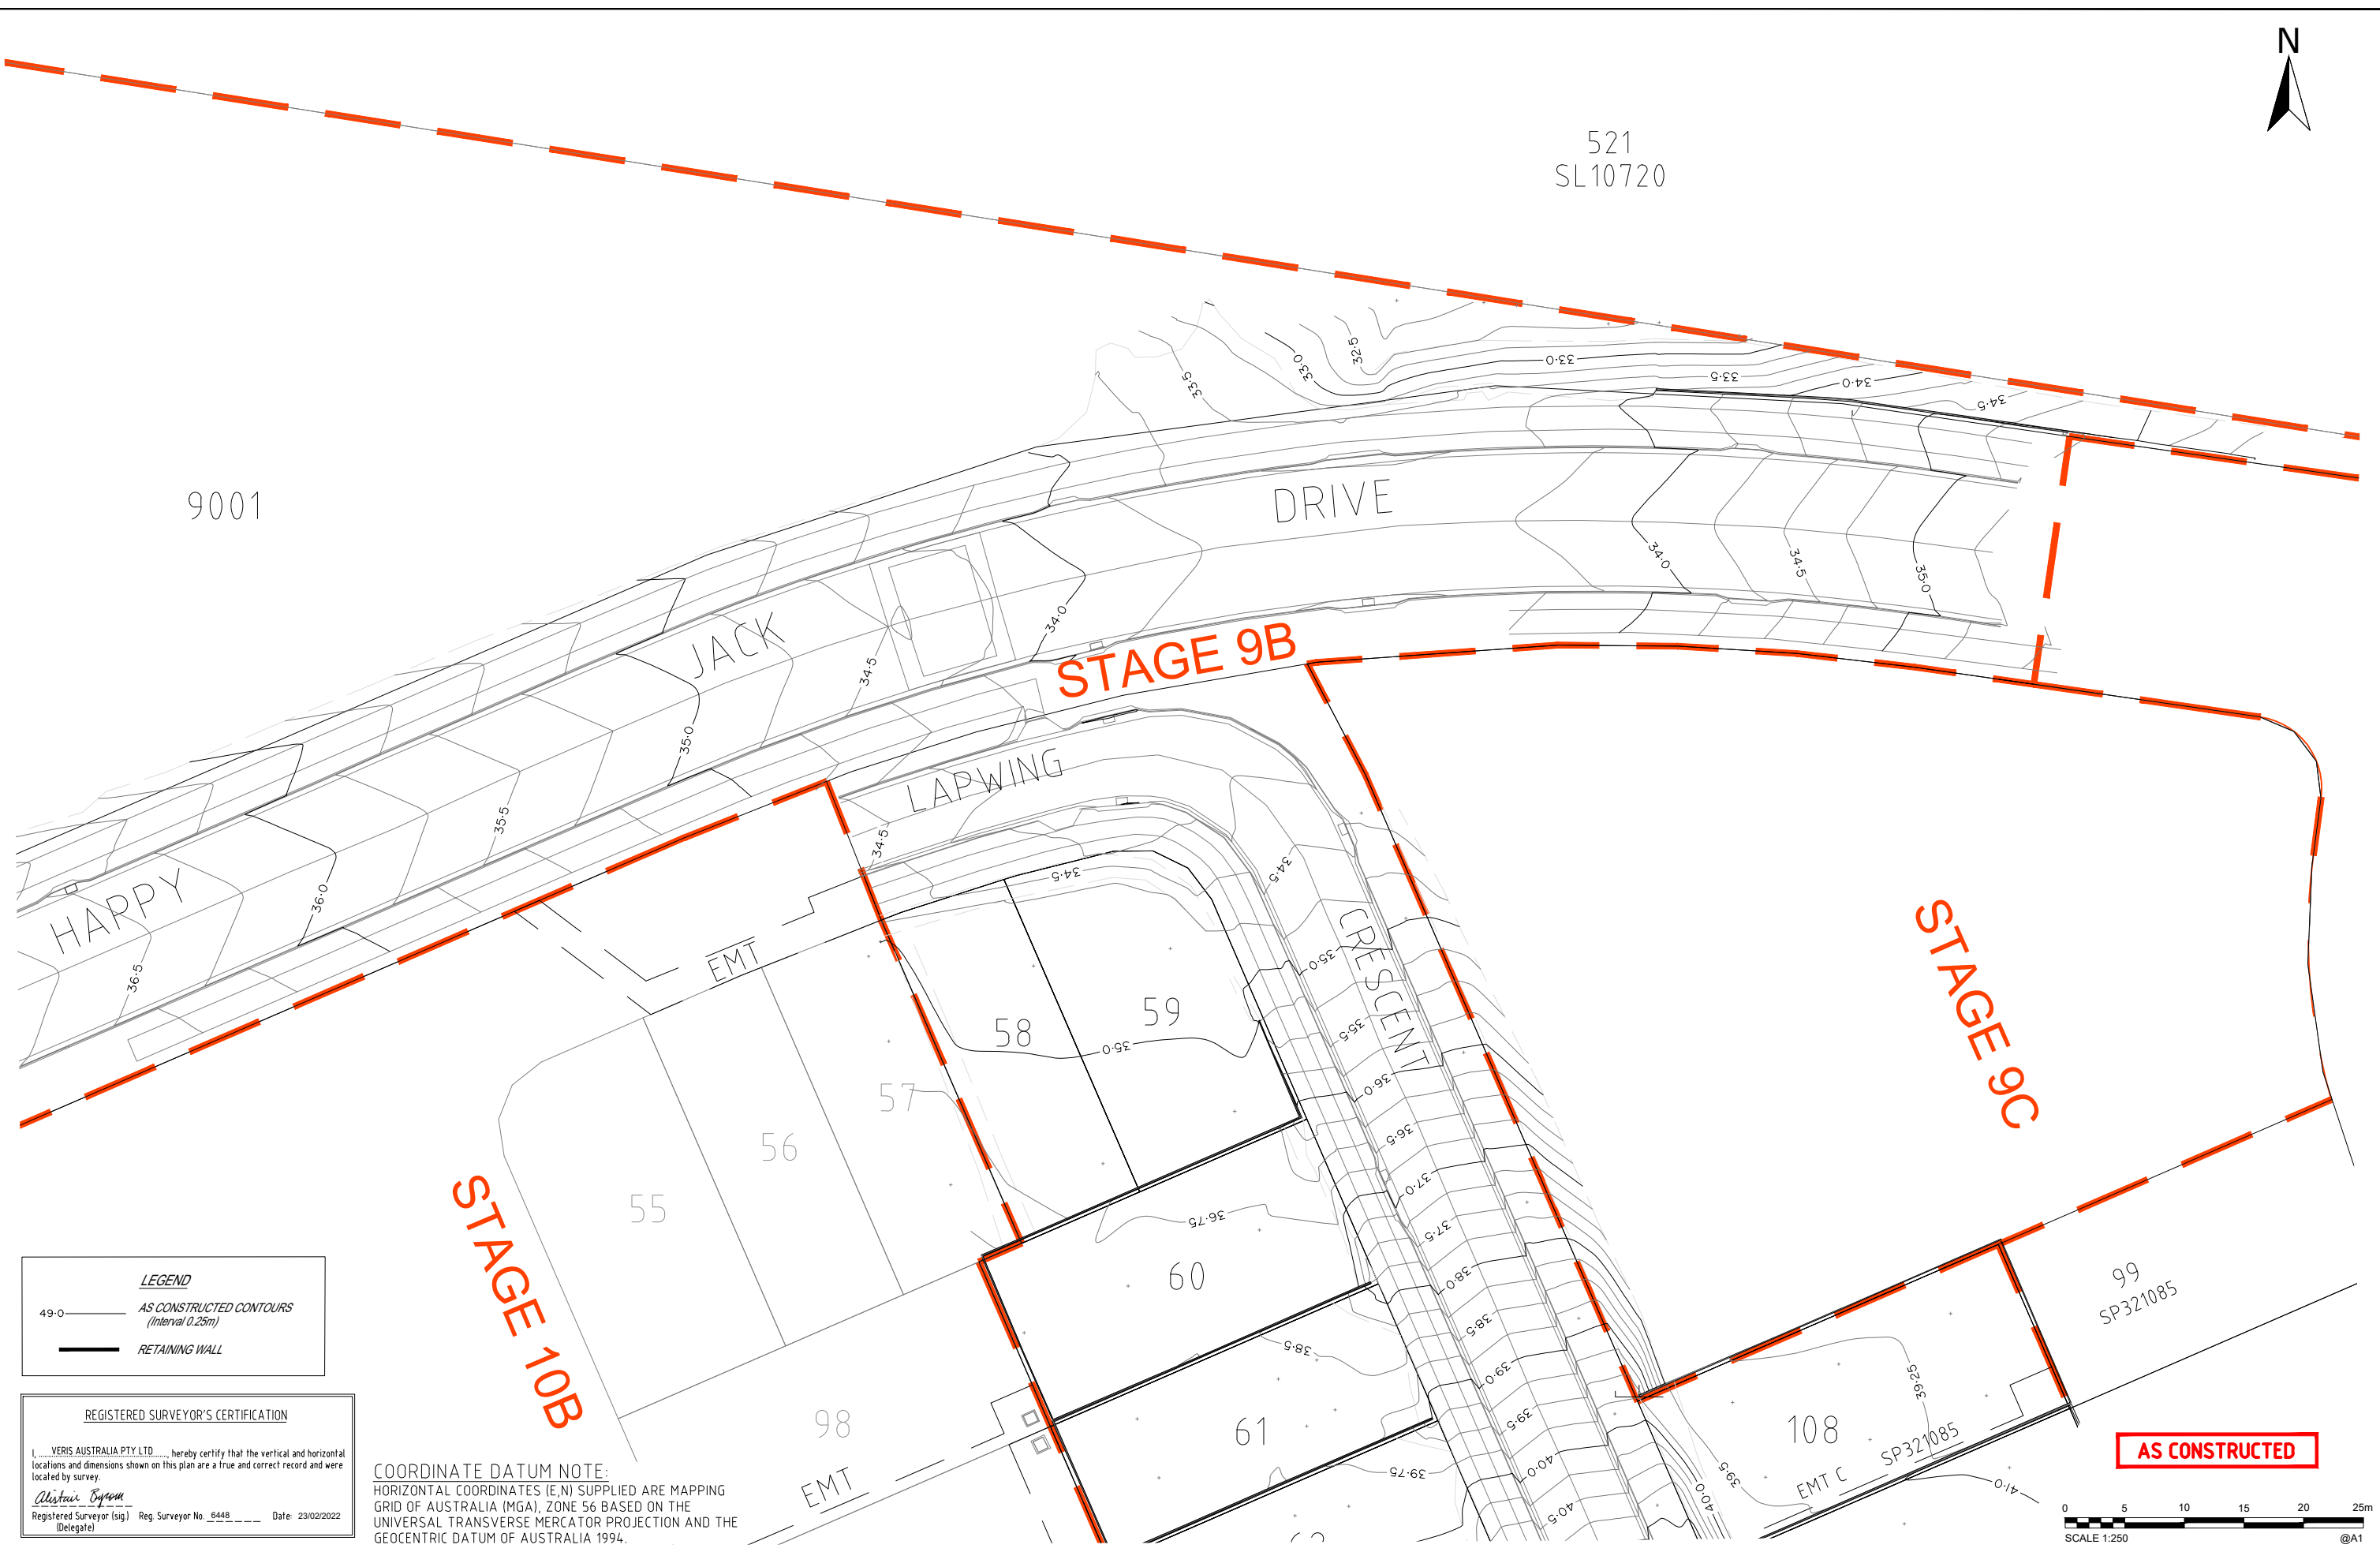 N
521
SL10720
9001
32·5
33·0
33·0
33·5
33·5
34·0
34·5
DRIVE
34·0
34·5
35·0
34·0
JACK
34·5
STAGE 9B
35·0
LAPWING
35·5
34·5
34·5
34·5
36·0
HAPPY
36·5
EMT
CRESCENT
35·0
STAGE 9C
58
59
35·0
35·5
57
36·0
56
36·5
55
37·0
36·75
37·5
STAGE 10B
60
38·0
99
SP321085
38·5
38·5
39·0
39·25
98
61
39·5
108
39·75
40·0
39·5
40·0
40·5
EMT
EMT C
SP321085
41·0
LEGEND
49·0
AS CONSTRUCTED CONTOURS
(Interval 0.25m)
RETAINING WALL
REGISTERED SURVEYOR'S CERTIFICATION
I, VERIS AUSTRALIA PTY LTD, hereby certify that the vertical and horizontal
locations and dimensions shown on this plan are a true and correct record and were
located by survey.
Alistair Byrom
Registered Surveyor (sig.) Reg. Surveyor No. 6448 Date: 23/02/2022
(Delegate)
COORDINATE DATUM NOTE:
HORIZONTAL COORDINATES (E,N) SUPPLIED ARE MAPPING
GRID OF AUSTRALIA (MGA), ZONE 56 BASED ON THE
UNIVERSAL TRANSVERSE MERCATOR PROJECTION AND THE
GEOCENTRIC DATUM OF AUSTRALIA 1994.
AS CONSTRUCTED
0 5 10 15 20 25m
SCALE 1:250 @A1